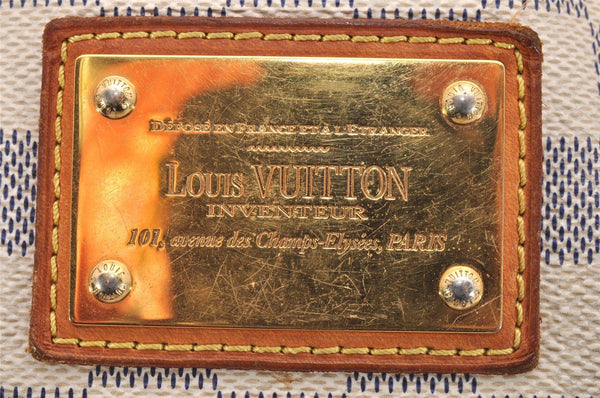 DÉPOSÉ EN FRANCE ET À L'ETRANGER
LOUIS VUITTON
INVENTEUR
101, avenue des Champs-Elysées, PARIS